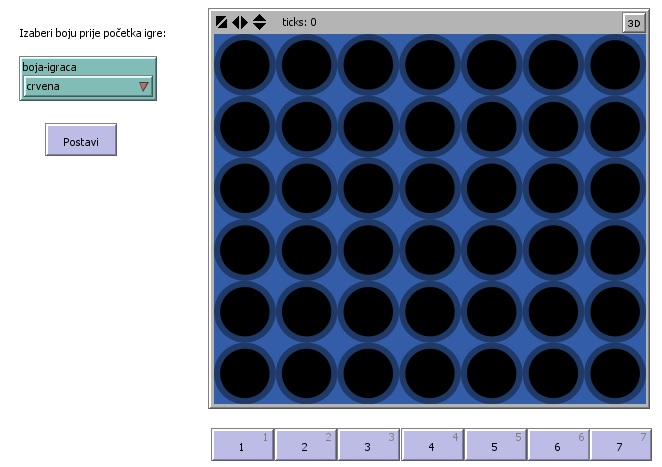 Izaberi boju prije početka igre:
boja-igraca
crvena
Postavi
ticks: 0
3D
1 1
2 2
3 3
4 4
5 5
6 6
7 7